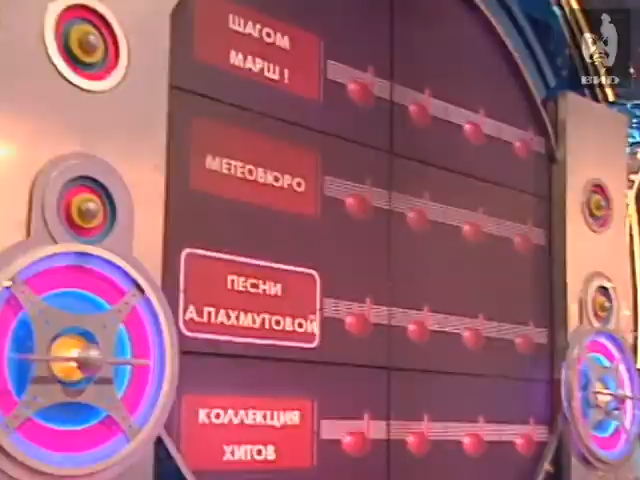 ШАГОМ
МАРШ !
МЕТЕОБЮРО
ПЕСНИ
А.ПАХМУТОВОЙ
КОЛЛЕКЦИЯ
ХИТОВ
ВИD